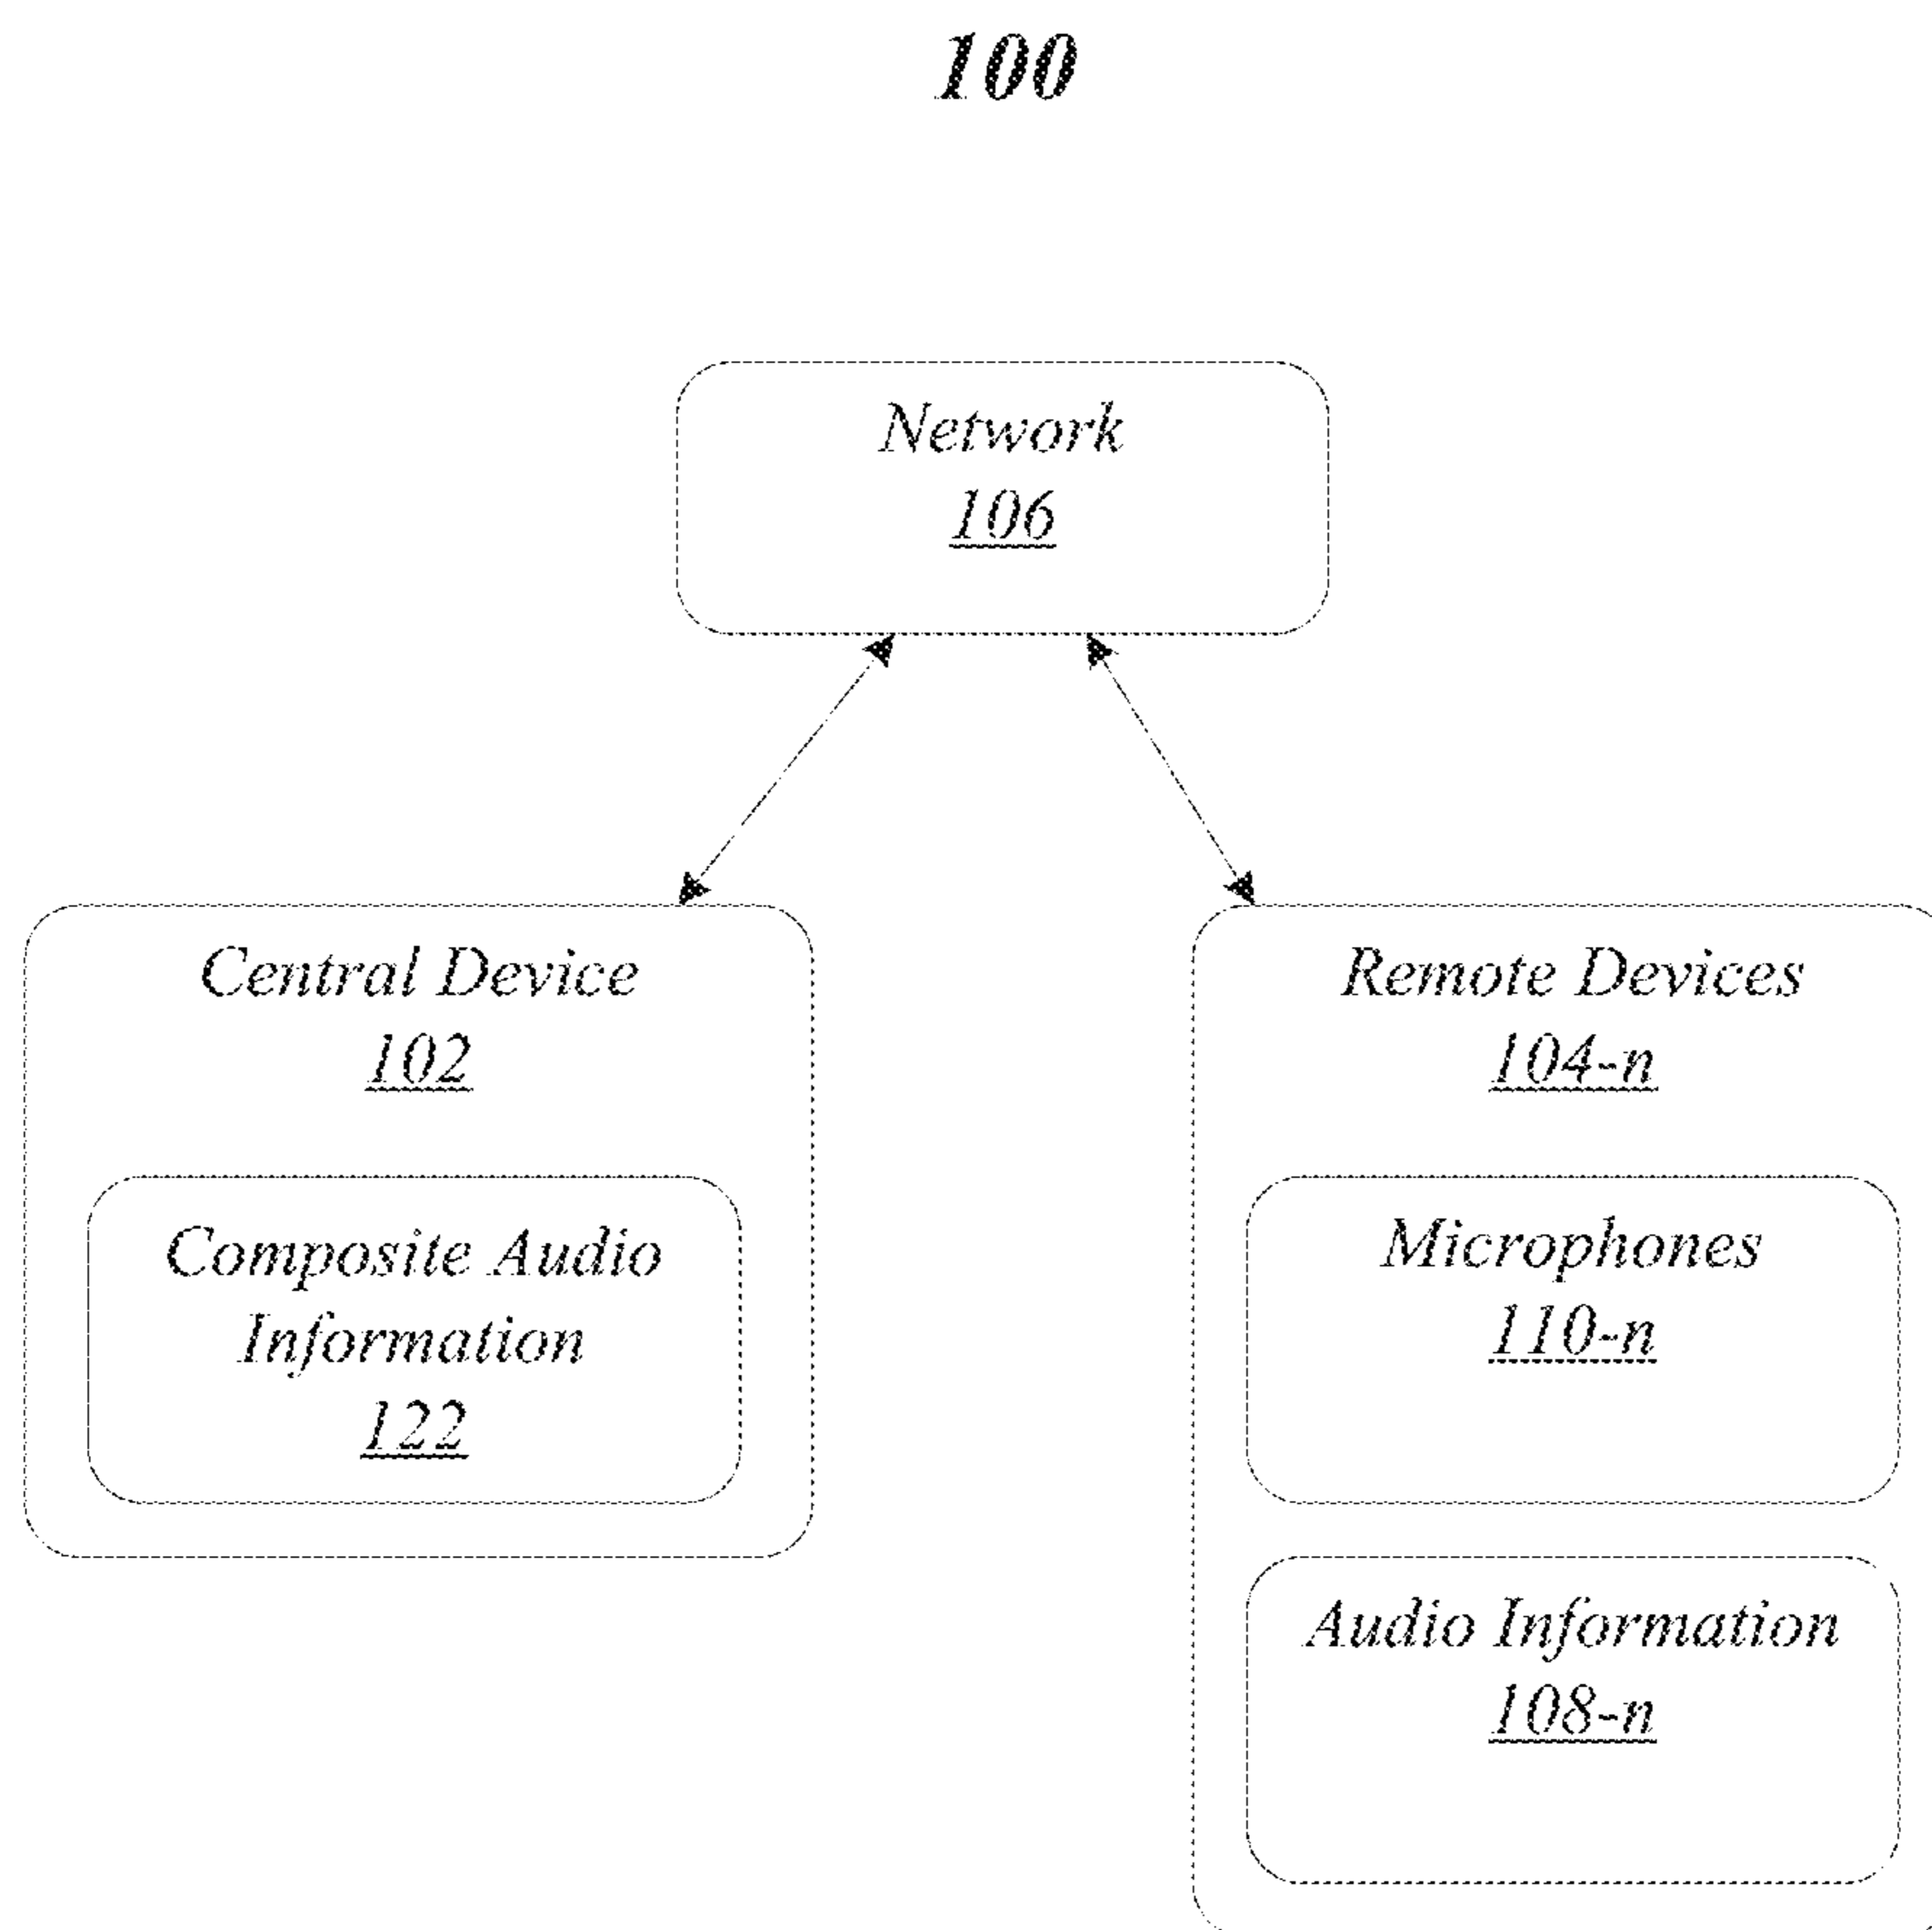 100
Network
106
Central Device
102
Composite Audio
Information
122
Remote Devices
104-n
Microphones
110-n
Audio Information
108-n